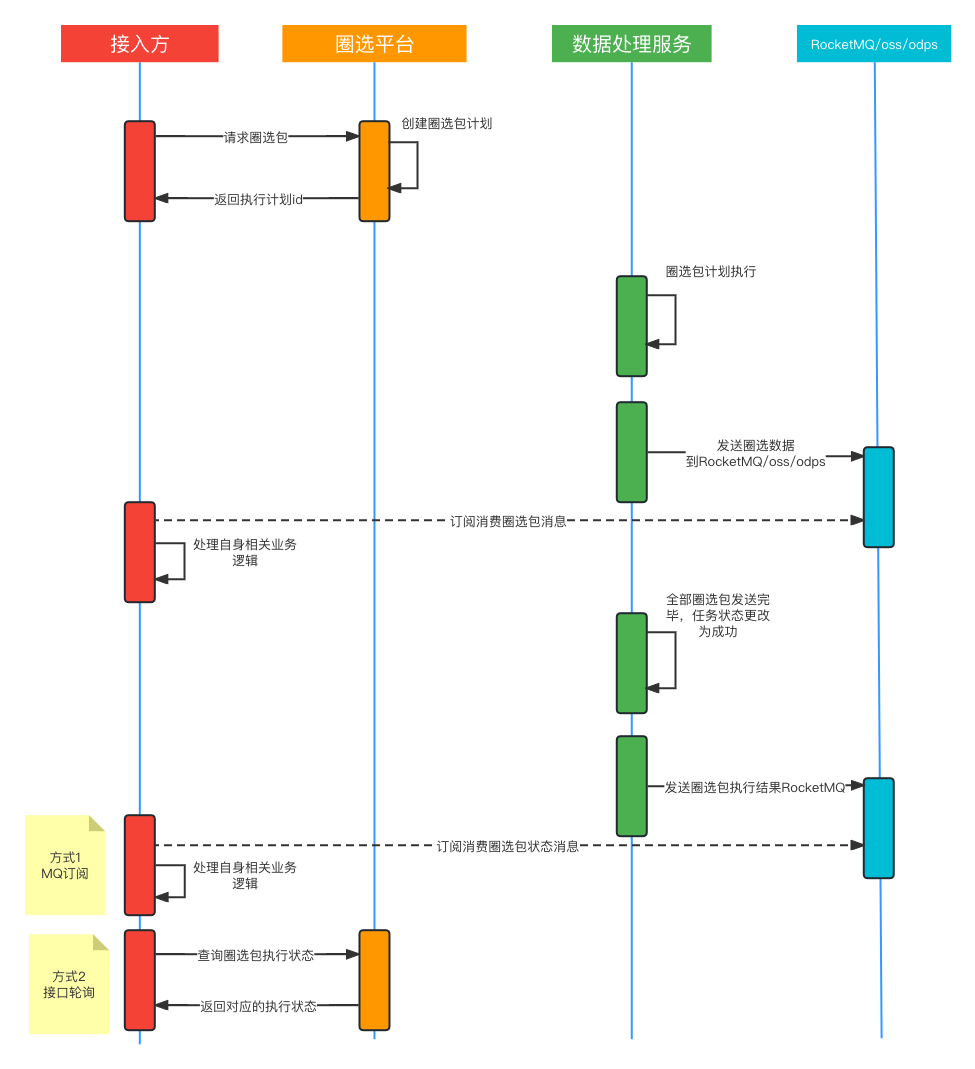 接入方
圈选平台
数据处理服务
RocketMQ/oss/odps
创建圈选包计划
请求圈选包
返回执行计划id
圈选包计划执行
发送圈选数据
到RocketMQ/oss/odps
订阅消费圈选包消息
处理自身相关业务
逻辑
全部圈选包发送完
毕，任务状态更改
为成功
发送圈选包执行结果RocketMQ
订阅消费圈选包状态消息
方式1
MQ订阅
处理自身相关业务
逻辑
查询圈选包执行状态
方式2
接口轮询
返回对应的执行状态